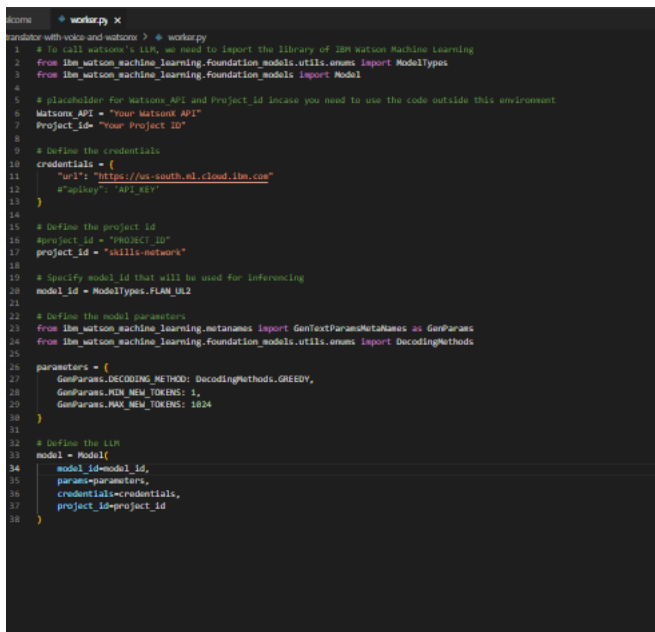 elcome worker.py ×
translator-with-voice-and-watsonx > worker.py
1 # To call watsonx's LLM, we need to import the library of IBM Watson Machine Learning
2 from ibm_watson_machine_learning.foundation_models.utils.enums import ModelTypes
3 from ibm_watson_machine_learning.foundation_models import Model
4
5 # placeholder for Watsonx_API and Project_id incase you need to use the code outside this environment
6 Watsonx_API = "Your WatsonX API"
7 Project_id= "Your Project ID"
8
9 # Define the credentials
10 credentials = {
11     "url": "https://us-south.ml.cloud.ibm.com"
12     #"apikey": 'API_KEY'
13 }
14
15 # Define the project id
16 #project_id = "PROJECT_ID"
17 project_id = "skills-network"
18
19 # Specify model_id that will be used for inferencing
20 model_id = ModelTypes.FLAN_UL2
21
22 # Define the model parameters
23 from ibm_watson_machine_learning.metanames import GenTextParamsMetaNames as GenParams
24 from ibm_watson_machine_learning.foundation_models.utils.enums import DecodingMethods
25
26 parameters = {
27     GenParams.DECODING_METHOD: DecodingMethods.GREEDY,
28     GenParams.MIN_NEW_TOKENS: 1,
29     GenParams.MAX_NEW_TOKENS: 1024
30 }
31
32 # Define the LLM
33 model = Model(
34     model_id=model_id,
35     params=parameters,
36     credentials=credentials,
37     project_id=project_id
38 )